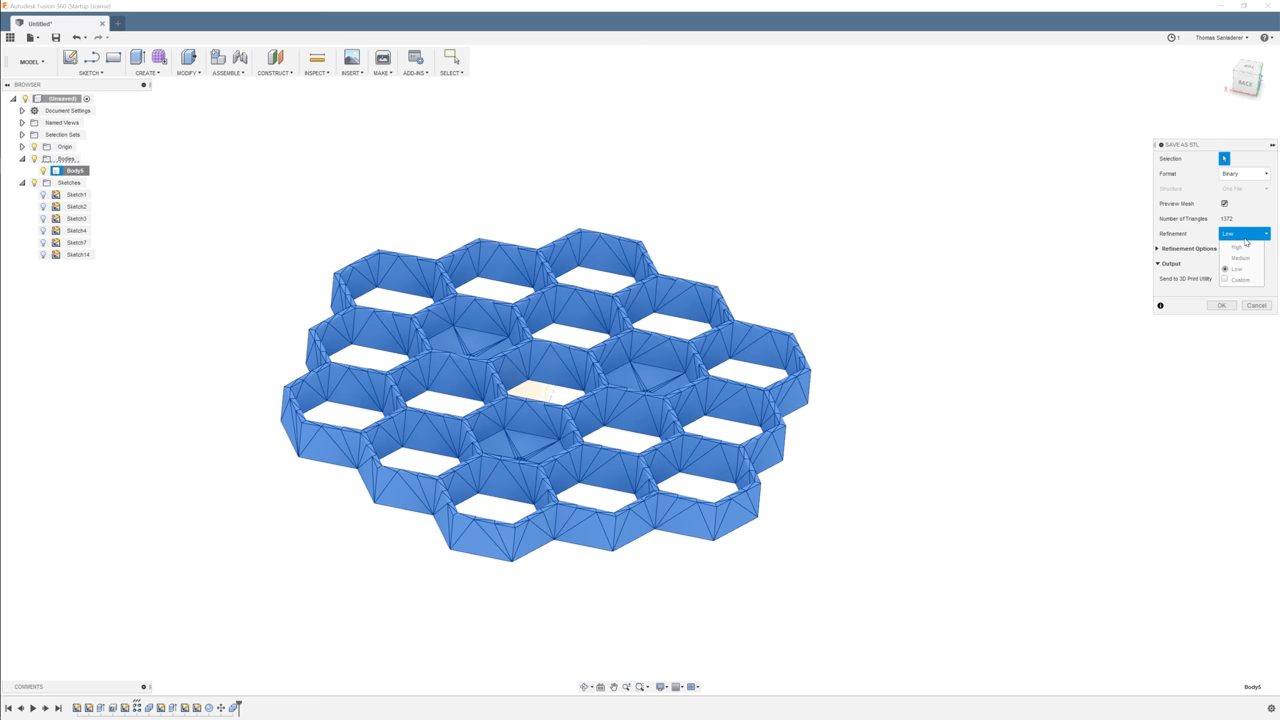 Autodesk Fusion 360 (Startup License)
Untitled*
MODEL
SKETCH
CREATE
MODIFY
ASSEMBLE
CONSTRUCT
INSPECT
INSERT
MAKE
ADD-INS
SELECT
1
Thomas Sanladerer
BROWSER
(Unsaved)
Document Settings
Named Views
Selection Sets
Origin
Bodies
Body5
Sketches
Sketch1
Sketch2
Sketch3
Sketch4
Sketch7
Sketch14
BACK
X
SAVE AS STL
Selection
Format Binary
Structure One File
Preview Mesh
Number of Triangles 1372
Refinement Low
High
Refinement Options
Medium
Output
Low
Send to 3D Print Utility
Custom
OK Cancel
COMMENTS
Body5